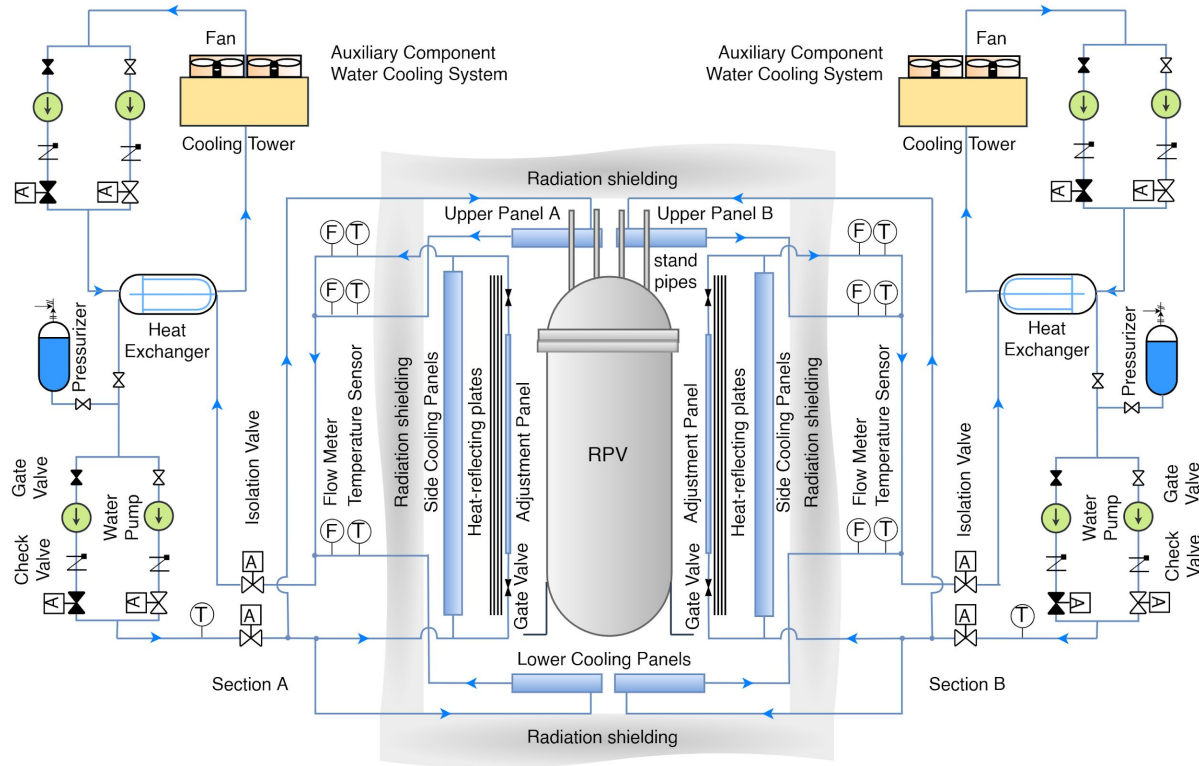 Fan
Auxiliary Component
Water Cooling System
Cooling Tower
A
A
Fan
Auxiliary Component
Water Cooling System
Cooling Tower
A
A
Radiation shielding
Upper Panel A
Upper Panel B
stand
pipes
F
T
F
T
F
T
F
T
Heat
Exchanger
Heat
Exchanger
Pressurizer
Pressurizer
Gate
Valve
Check
Valve
Water
Pump
Isolation Valve
Flow Meter
Temperature Sensor
Radiation shielding
Side Cooling Panels
Heat-reflecting plates
Adjustment Panel
RPV
Gate Valve
Adjustment Panel
Gate Valve
Heat-reflecting plates
Side Cooling Panels
Radiation shielding
Flow Meter
Temperature Sensor
Isolation Valve
Water
Pump
Gate
Valve
Check
Valve
F
T
F
T
A
A
A
A
T
A
A
A
A
T
Lower Cooling Panels
Section A
Section B
Radiation shielding